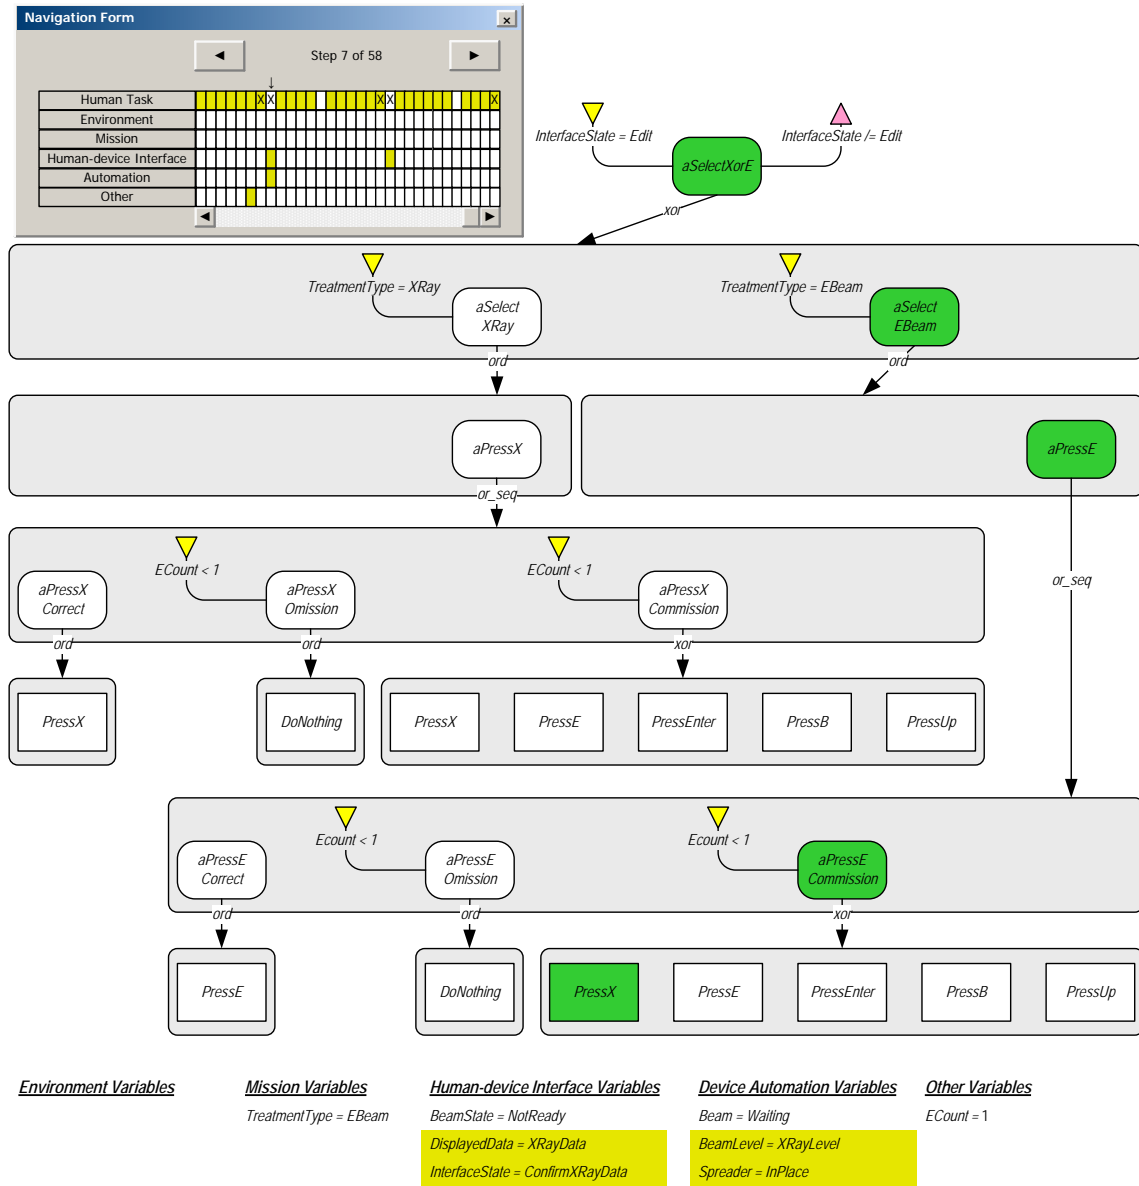 Navigation Form
×
◄ Step 7 of 58 ►
↓
Human Task X X X X X
Environment
Mission
Human-device Interface
Automation
Other
◄ ►
InterfaceState = Edit
InterfaceState /= Edit
aSelectXorE
xor
TreatmentType = XRay
aSelect
XRay
ord
TreatmentType = EBeam
aSelect
EBeam
ord
aPressX
or_seq
aPressE
or_seq
ECount < 1
ECount < 1
aPressX
Correct
aPressX
Omission
aPressX
Commission
ord
ord
xor
PressX
DoNothing
PressX
PressE
PressEnter
PressB
PressUp
Ecount < 1
Ecount < 1
aPressE
Correct
aPressE
Omission
aPressE
Commission
ord
ord
xor
PressE
DoNothing
PressX
PressE
PressEnter
PressB
PressUp
Environment Variables
Mission Variables
TreatmentType = EBeam
Human-device Interface Variables
BeamState = NotReady
DisplayedData = XRayData
InterfaceState = ConfirmXRayData
Device Automation Variables
Beam = Waiting
BeamLevel = XRayLevel
Spreader = InPlace
Other Variables
ECount = 1